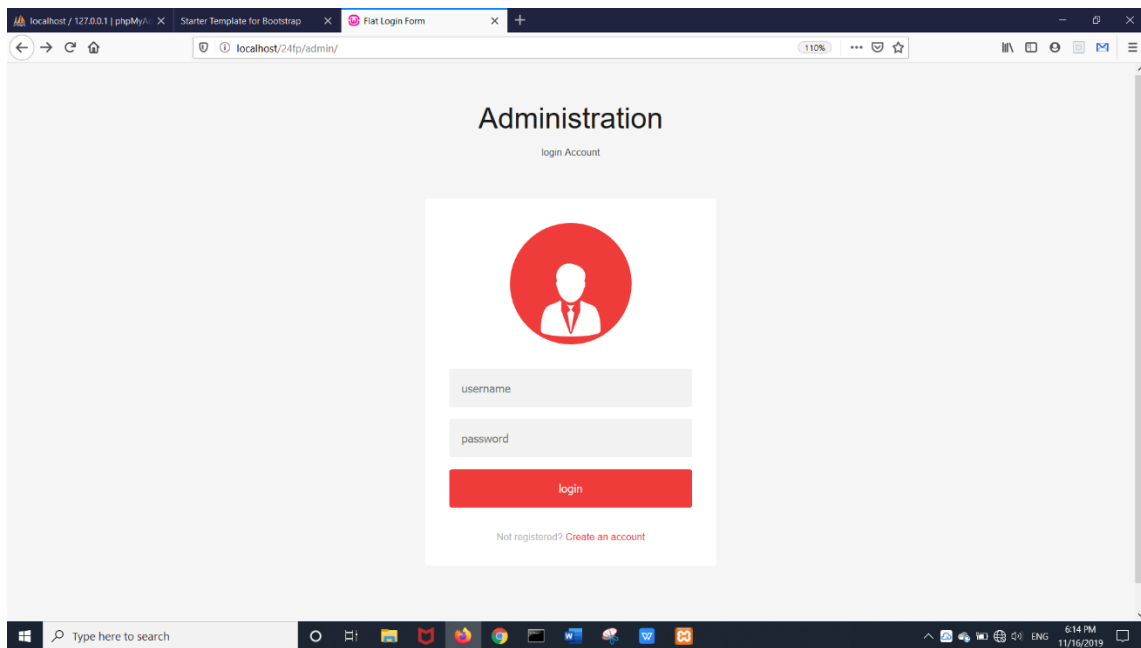 localhost / 127.0.0.1 | phpMyAd
Starter Template for Bootstrap
Flat Login Form
localhost/24fp/admin/
110%
Administration
login Account
username
password
login
Not registered? Create an account
Type here to search
ENG
6:14 PM
11/16/2019